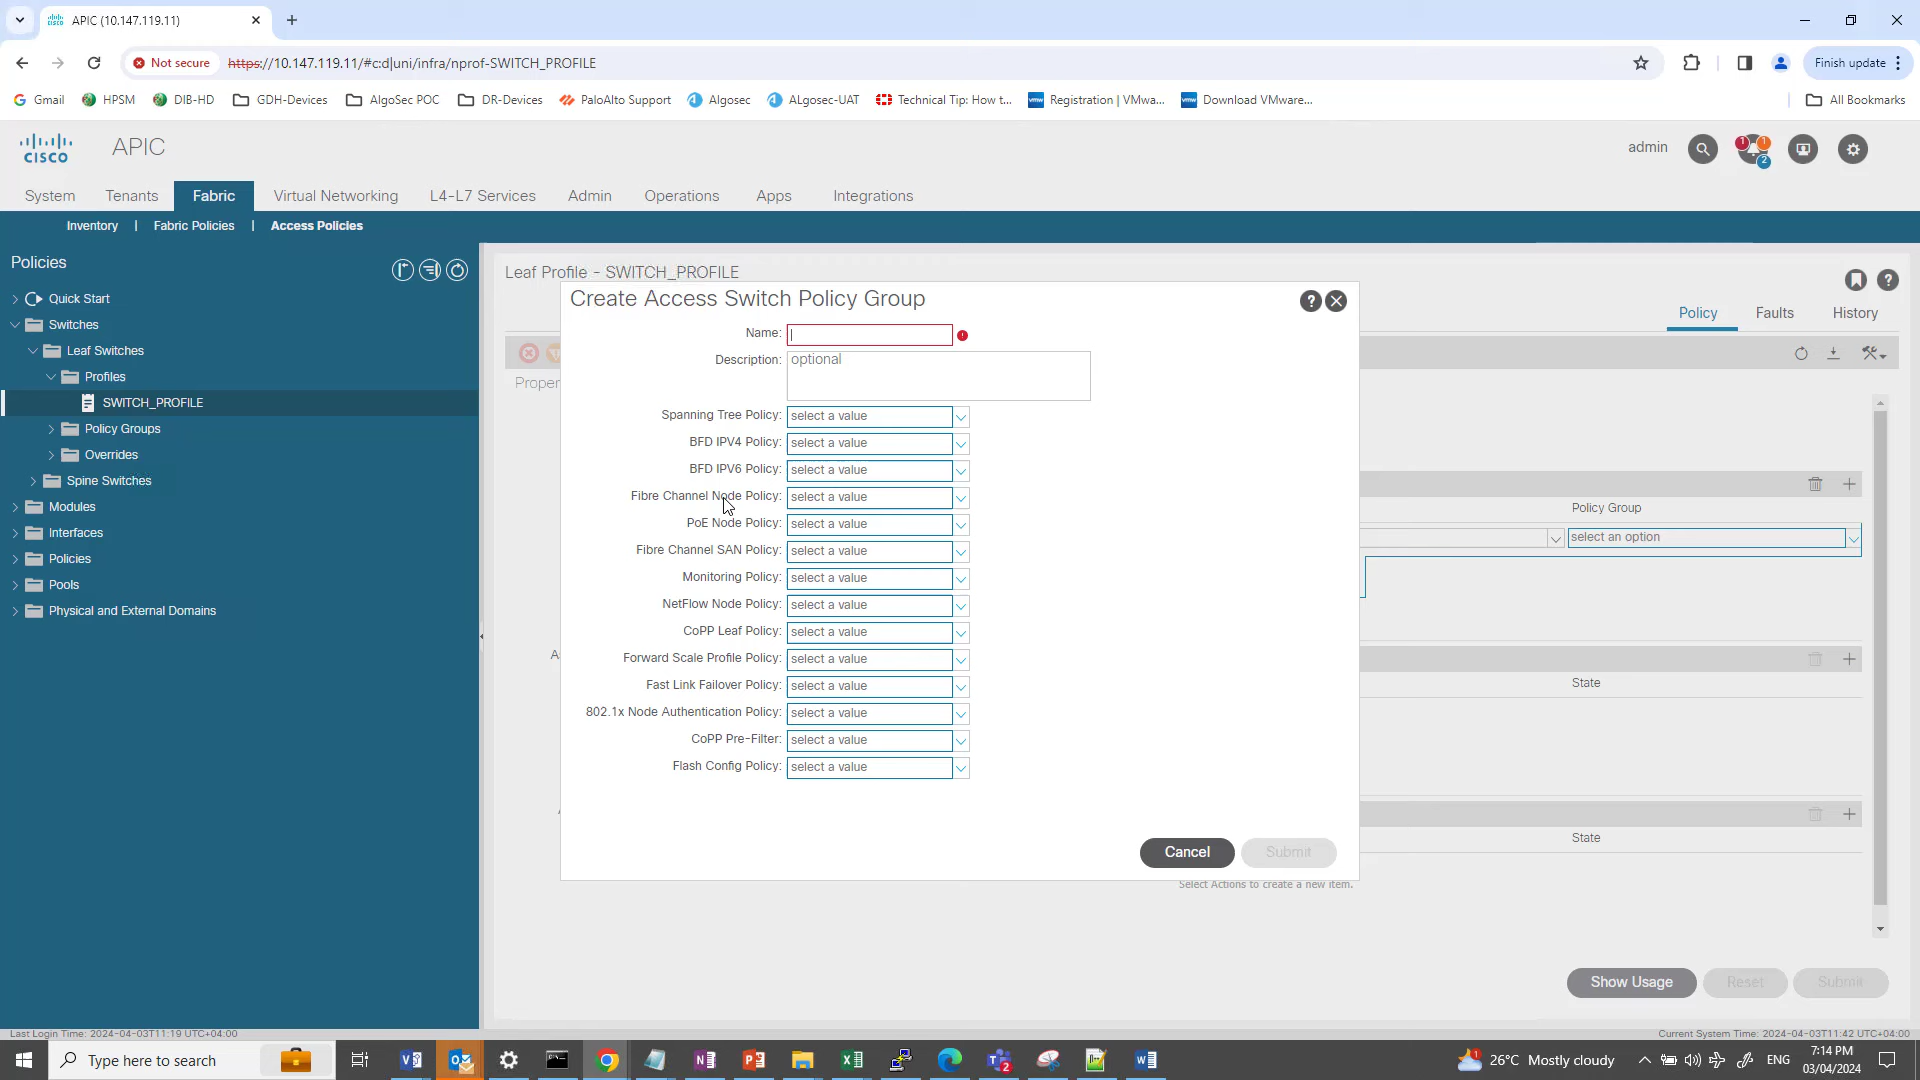 APIC (10.147.119.11)
Not secure
https://10.147.119.11/#c:d|uni/infra/nprof-SWITCH_PROFILE
Finish update
Gmail
HPSM
DIB-HD
GDH-Devices
AlgoSec POC
DR-Devices
PaloAlto Support
Algosec
ALgosec-UAT
Technical Tip: How t...
Registration | VMwa...
Download VMware...
All Bookmarks
CISCO
APIC
admin
1
1
2
System
Tenants
Fabric
Virtual Networking
L4-L7 Services
Admin
Operations
Apps
Integrations
Inventory | Fabric Policies | Access Policies
Policies
Quick Start
Switches
Leaf Switches
Profiles
SWITCH_PROFILE
Policy Groups
Overrides
Spine Switches
Modules
Interfaces
Policies
Pools
Physical and External Domains
Leaf Profile - SWITCH_PROFILE
Policy
Faults
History
Proper
Policy Group
select an option
A
State
State
Select Actions to create a new item.
Show Usage
Reset
Submit
Create Access Switch Policy Group
Name:
Description: optional
Spanning Tree Policy: select a value
BFD IPV4 Policy: select a value
BFD IPV6 Policy: select a value
Fibre Channel Node Policy: select a value
PoE Node Policy: select a value
Fibre Channel SAN Policy: select a value
Monitoring Policy: select a value
NetFlow Node Policy: select a value
CoPP Leaf Policy: select a value
Forward Scale Profile Policy: select a value
Fast Link Failover Policy: select a value
802.1x Node Authentication Policy: select a value
CoPP Pre-Filter: select a value
Flash Config Policy: select a value
Cancel
Submit
Last Login Time: 2024-04-03T11:19 UTC+04:00
Current System Time: 2024-04-03T11:42 UTC+04:00
Type here to search
26°C Mostly cloudy
ENG
7:14 PM
03/04/2024